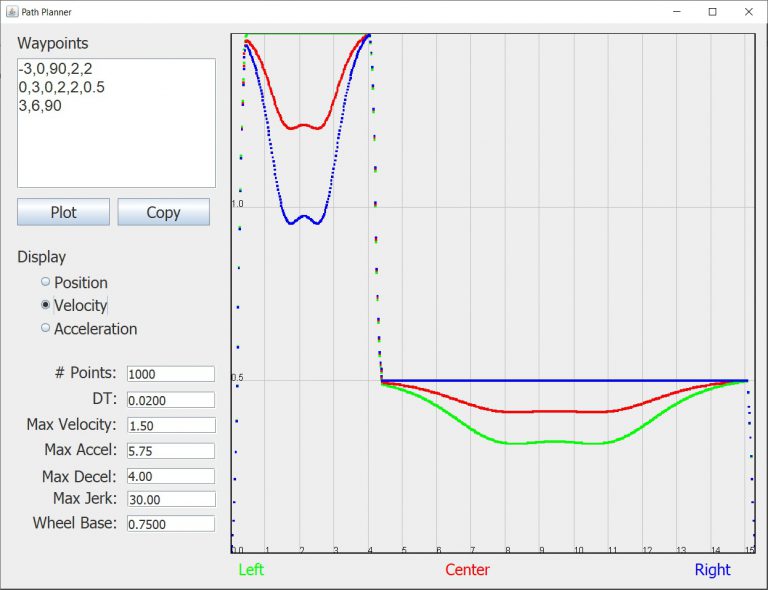 Path Planner
Waypoints
-3,0,90,2,2
0,3,0,2,2,0.5
3,6,90
Plot Copy
Display
Position
Velocity
Acceleration
# Points: 1000
DT: 0.0200
Max Velocity: 1.50
Max Accel: 5.75
Max Decel: 4.00
Max Jerk: 30.00
Wheel Base: 0.7500
1.0
0.5
0.0 1 2 3 4 5 6 7 8 9 10 11 12 13 14 15
Left Center Right